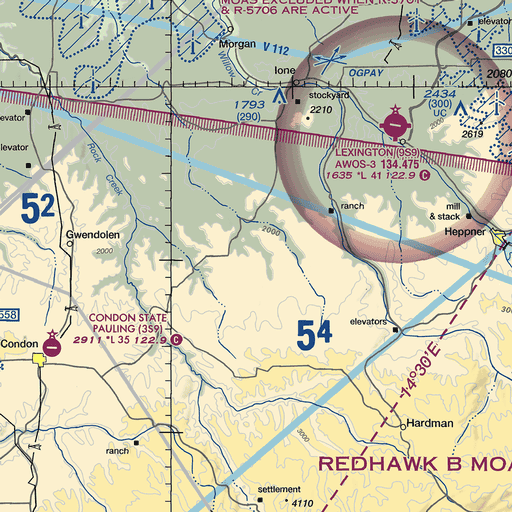 MOAS EXCLUDED WHEN R-5701
& R-5706 ARE ACTIVE
elevator
Morgan
V 112
330
Ione
OGPAY
2080
Willow Cr
stockyard
1793
(290)
2210
2434
(300)
UC
2619
elevator
LEXINGTON (9S9)
AWOS-3 134.475
1635 *L 41 122.9 C
elevator
Rock Creek
52
ranch
mill
& stack
Heppner
2000
Gwendolen
2000
558
CONDON STATE
PAULING (3S9)
2911 *L 35 122.9 C
Condon
elevators
54
-14°30'E
Hardman
3000
ranch
REDHAWK B MOA
settlement
4110